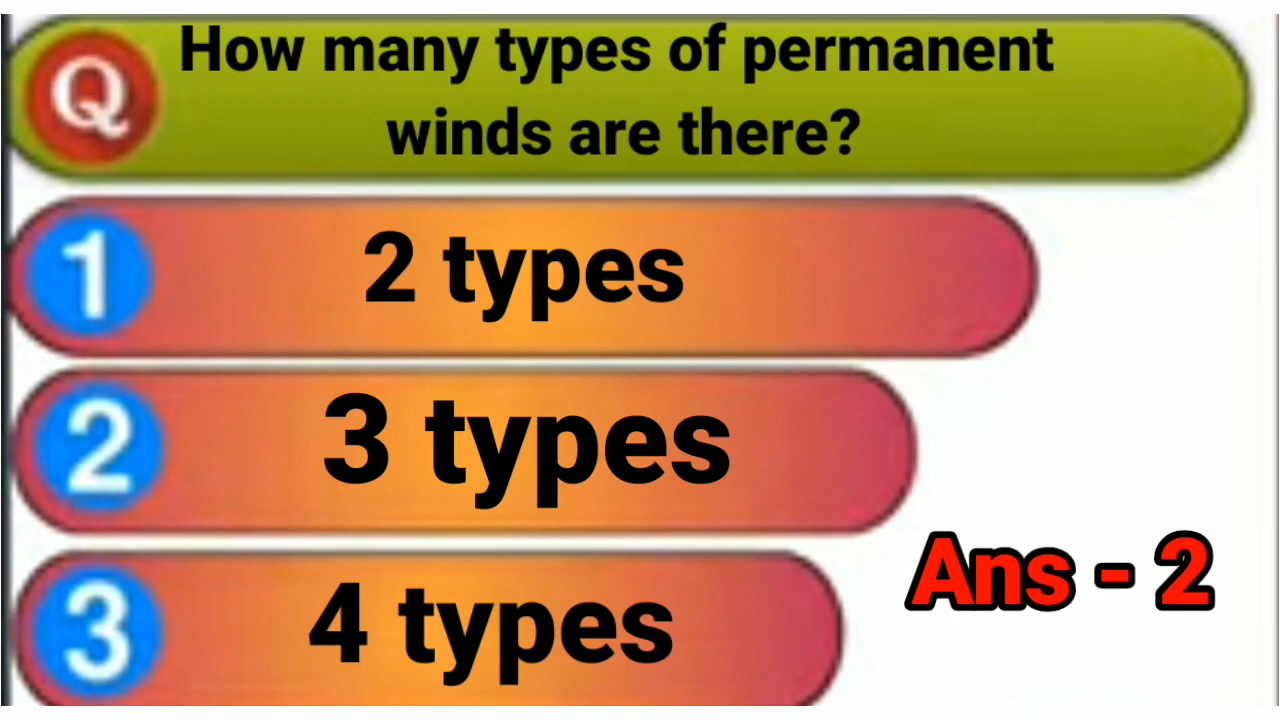 Q How many types of permanent
winds are there?
1 2 types
2 3 types
3 4 types
Ans - 2